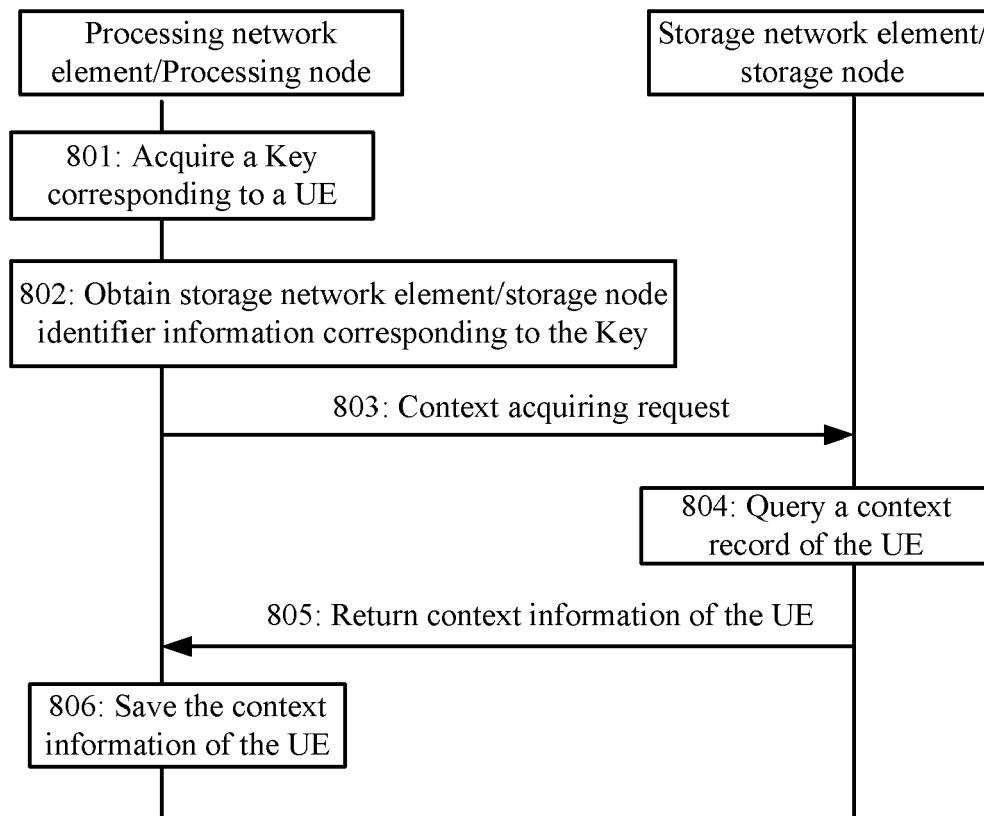 Processing network
element/Processing node
Storage network element/
storage node
801: Acquire a Key
corresponding to a UE
802: Obtain storage network element/storage node
identifier information corresponding to the Key
803: Context acquiring request
804: Query a context
record of the UE
805: Return context information of the UE
806: Save the context
information of the UE